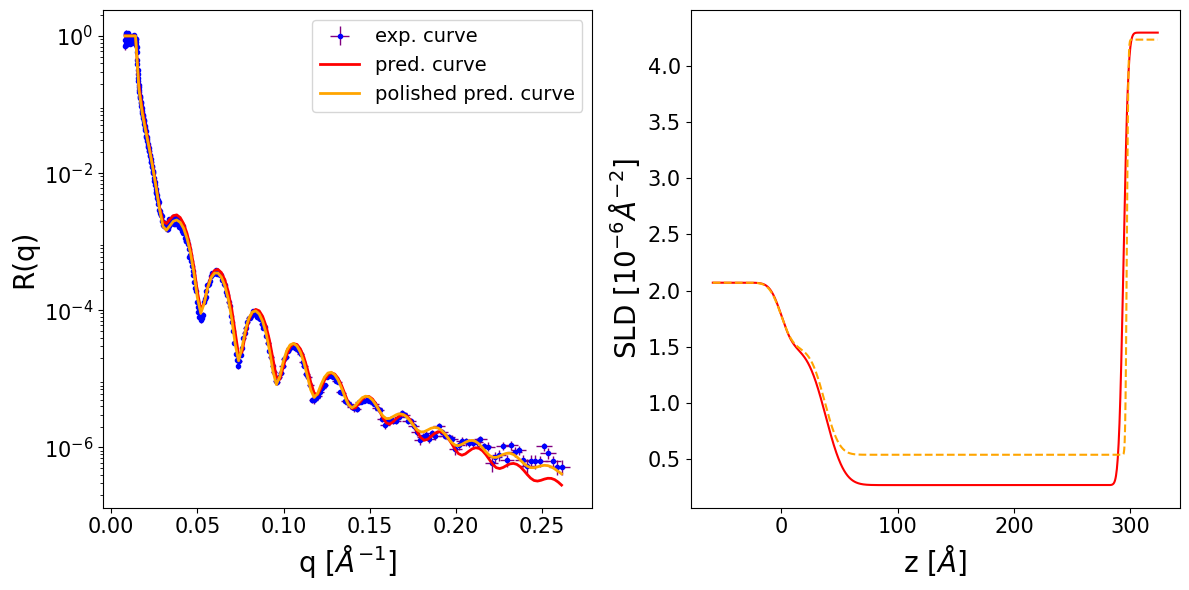 exp. curve
pred. curve
polished pred. curve
10^0
10^{-2}
10^{-4}
10^{-6}
R(q)
0.00 0.05 0.10 0.15 0.20 0.25
q [Å^{-1}]
4.0
3.5
3.0
2.5
2.0
1.5
1.0
0.5
SLD [10^{-6}Å^{-2}]
0 100 200 300
z [Å]